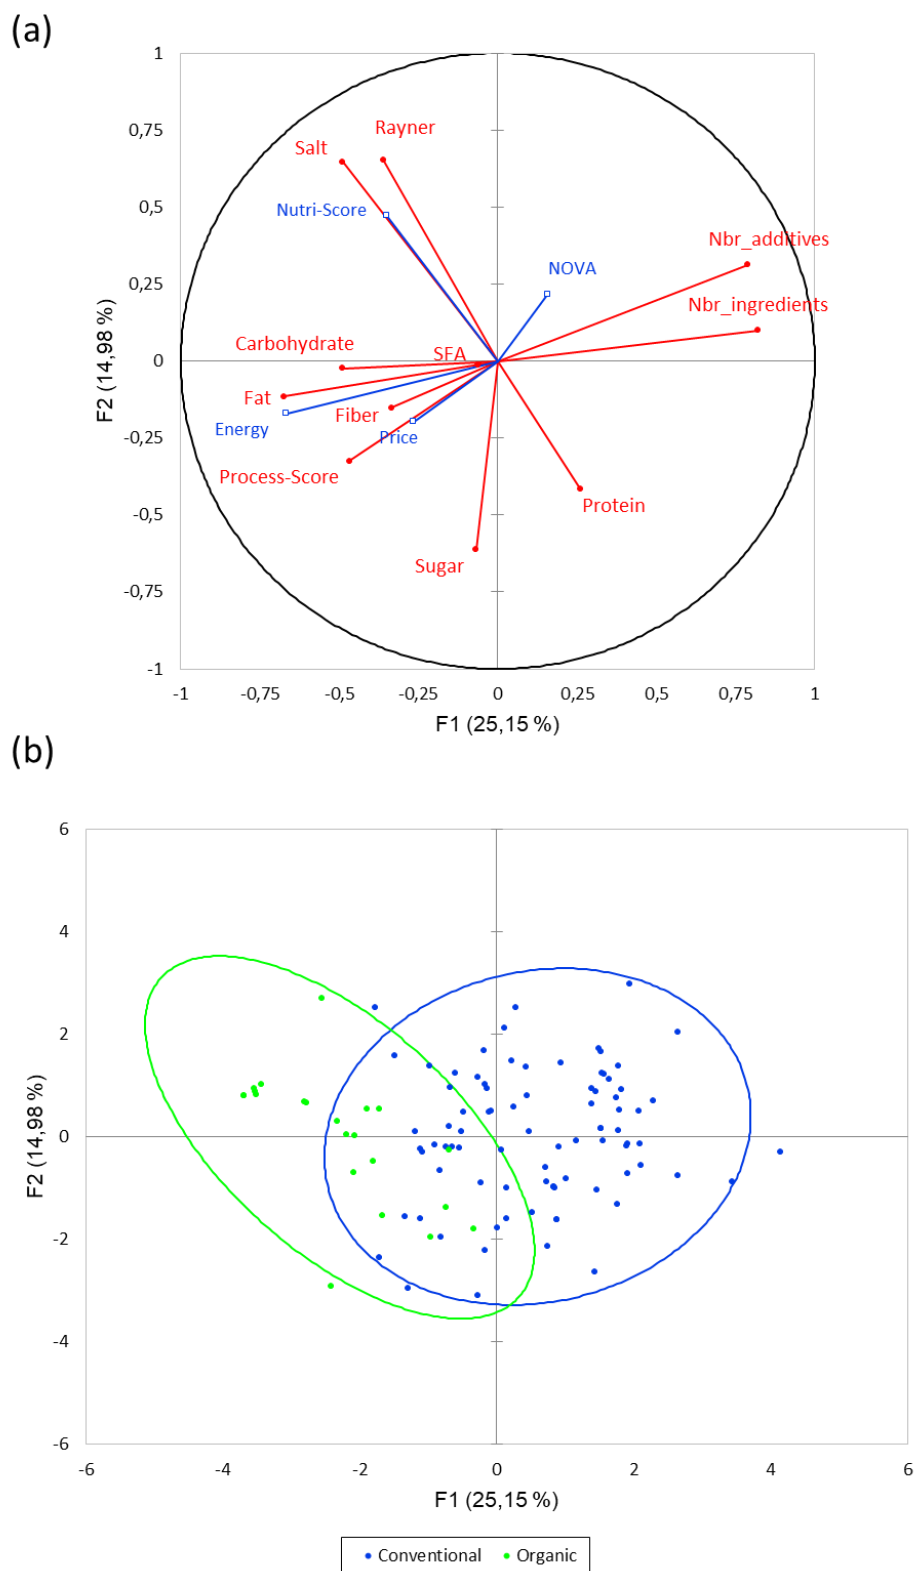 (a)
1
0,75
0,5
0,25
0
-0,25
-0,5
-0,75
-1
F2 (14,98 %)
Rayner
Salt
Nutri-Score
Nbr_additives
NOVA
Nbr_ingredients
Carbohydrate
SFA
Fat
Fiber
Energy
Price
Process-Score
Protein
Sugar
-1 -0,75 -0,5 -0,25 0 0,25 0,5 0,75 1
F1 (25,15 %)
(b)
6
4
2
0
-2
-4
-6
F2 (14,98 %)
-6 -4 -2 0 2 4 6
F1 (25,15 %)
Conventional Organic